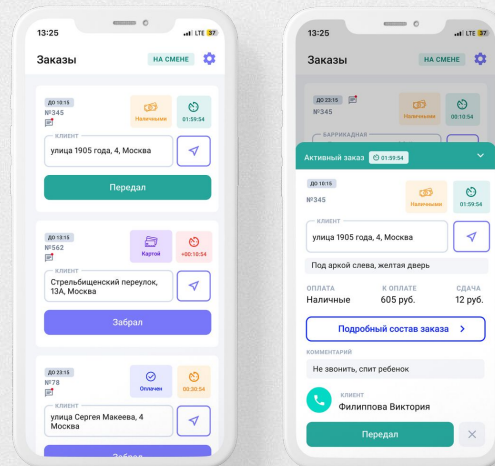 13:25
LTE 37
Заказы
НА СМЕНЕ
ДО 10:15
№345
Наличными
01:59:54
КЛИЕНТ
улица 1905 года, 4, Москва
Передал
ДО 13:15
№562
Картой
+00:10:54
КЛИЕНТ
Стрельбищенский переулок,
13А, Москва
Забрал
ДО 23:15
№78
Оплачен
00:20:54
КЛИЕНТ
улица Сергея Макеева, 4
Москва
Забрал
13:25
LTE 37
Заказы
НА СМЕНЕ
ДО 23:15
№345
Наличными
00:10:54
БАРРИКАДНАЯ
Активный заказ
01:59:54
ДО 10:15
№345
Наличными
01:59:54
КЛИЕНТ
улица 1905 года, 4, Москва
Под аркой слева, желтая дверь
ОПЛАТА
К ОПЛАТЕ
СДАЧА
Наличные
605 руб.
12 руб.
Подробный состав заказа
КОММЕНТАРИЙ
Не звонить, спит ребенок
КЛИЕНТ
Филиппова Виктория
Передал